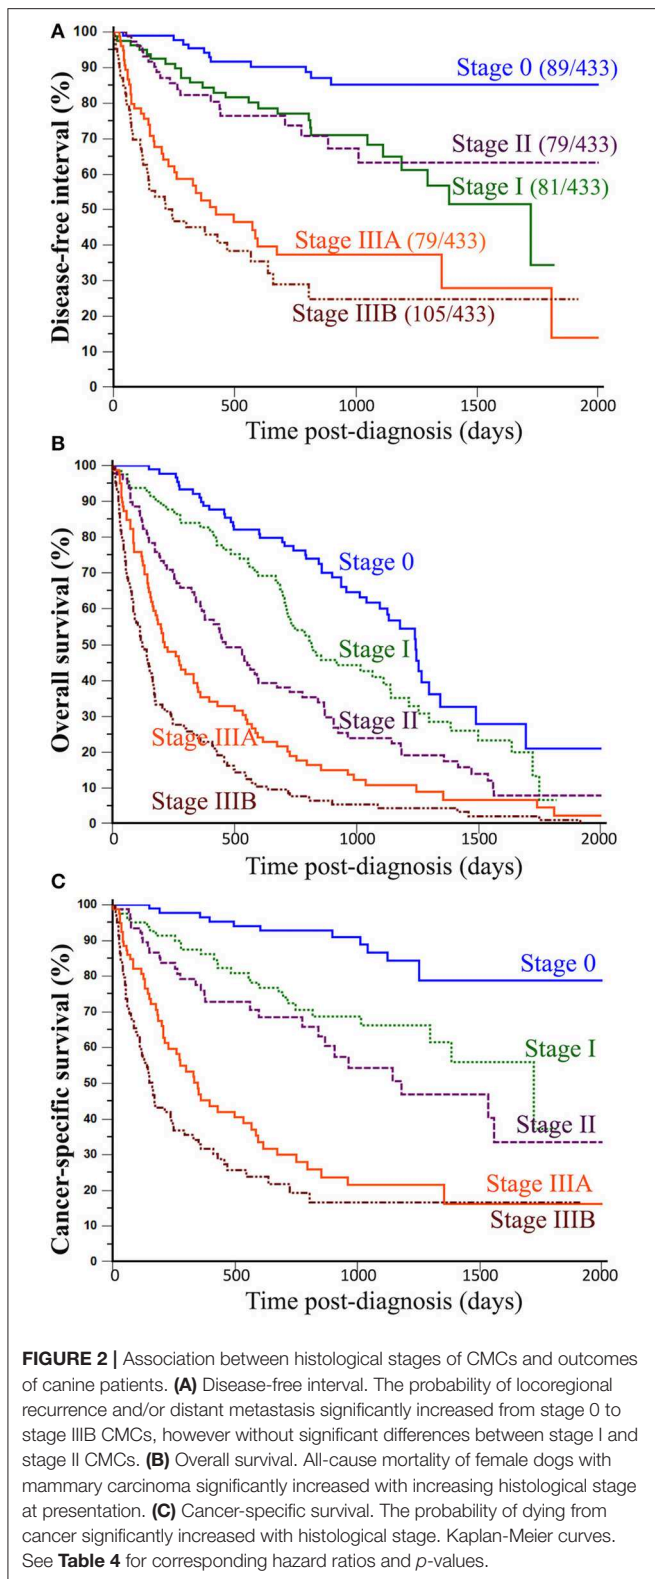 A
100
90
80
70
60
50
40
30
20
10
0
Disease-free interval (%)
Stage 0 (89/433)
Stage II (79/433)
Stage I (81/433)
Stage IIIA (79/433)
Stage IIIB (105/433)
0 500 1000 1500 2000
Time post-diagnosis (days)
B
100
90
80
70
60
50
40
30
20
10
0
Overall survival (%)
Stage 0
Stage I
Stage II
Stage IIIA
Stage IIIB
0 500 1000 1500 2000
Time post-diagnosis (days)
C
100
90
80
70
60
50
40
30
20
10
0
Cancer-specific survival (%)
Stage 0
Stage I
Stage II
Stage IIIA
Stage IIIB
0 500 1000 1500 2000
Time post-diagnosis (days)
FIGURE 2 | Association between histological stages of CMCs and outcomes
of canine patients. (A) Disease-free interval. The probability of locoregional
recurrence and/or distant metastasis significantly increased from stage 0 to
stage IIIB CMCs, however without significant differences between stage I and
stage II CMCs. (B) Overall survival. All-cause mortality of female dogs with
mammary carcinoma significantly increased with increasing histological stage
at presentation. (C) Cancer-specific survival. The probability of dying from
cancer significantly increased with histological stage. Kaplan-Meier curves.
See Table 4 for corresponding hazard ratios and p-values.